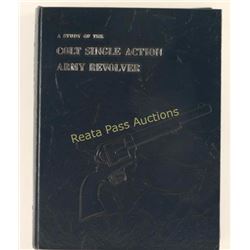 A STUDY OF THE
COLT SINGLE ACTION
ARMY REVOLVER
Reata Pass Auctions